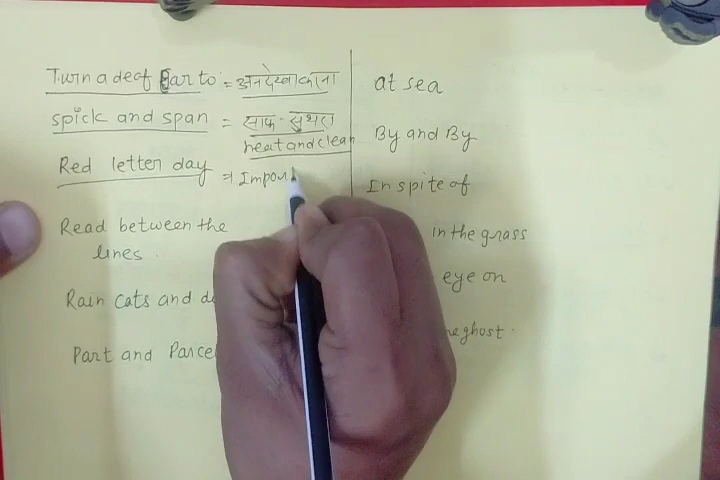 Turn a deaf Ear to = अनदेखा करना
spick and span = साफ - सुथरा
neat and clean
Red letter day =
Read between the
lines.
Rain cats and
Part and
at sea
By and By
In spite of
in the grass
eye on
ghost.